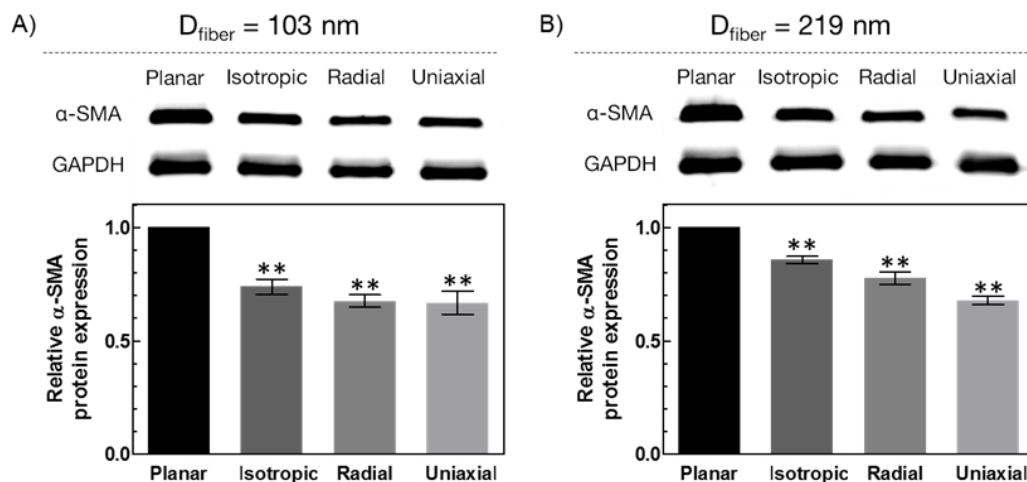 A) D_fiber = 103 nm
Planar Isotropic Radial Uniaxial
α-SMA
GAPDH
Relative α-SMA
protein expression
1.0
0.5
0.0
** ** **
Planar Isotropic Radial Uniaxial
B) D_fiber = 219 nm
Planar Isotropic Radial Uniaxial
α-SMA
GAPDH
Relative α-SMA
protein expression
1.0
0.5
0.0
** ** **
Planar Isotropic Radial Uniaxial